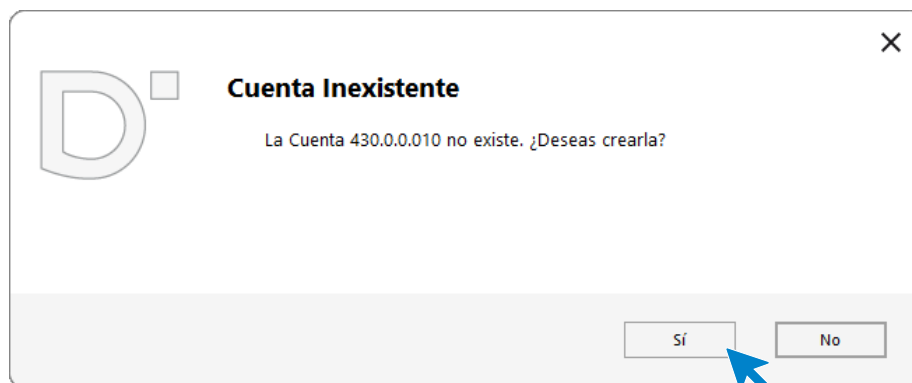 Cuenta Inexistente
La Cuenta 430.0.0.010 no existe. ¿Deseas crearla?
Sí
No